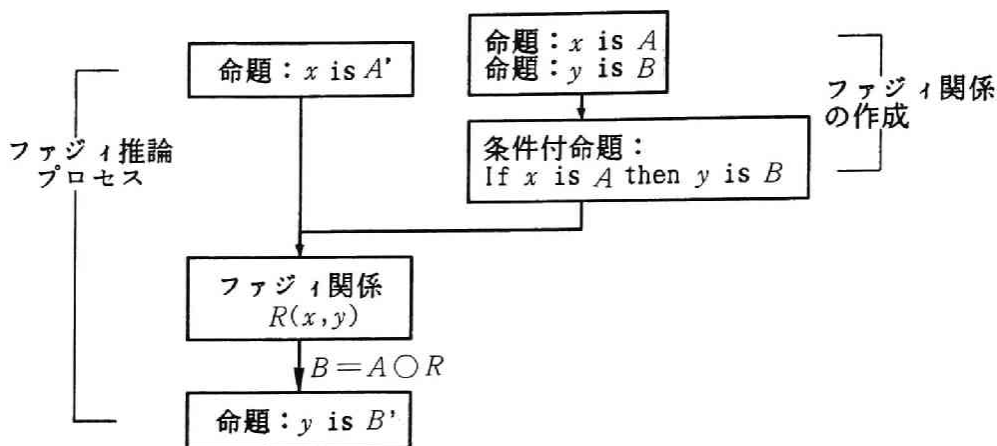 命題：x is A'
命題：x is A
命題：y is B
ファジィ関係
の作成
条件付命題：
If x is A then y is B
ファジィ推論
プロセス
ファジィ関係
R(x,y)
B＝A○R
命題：y is B'